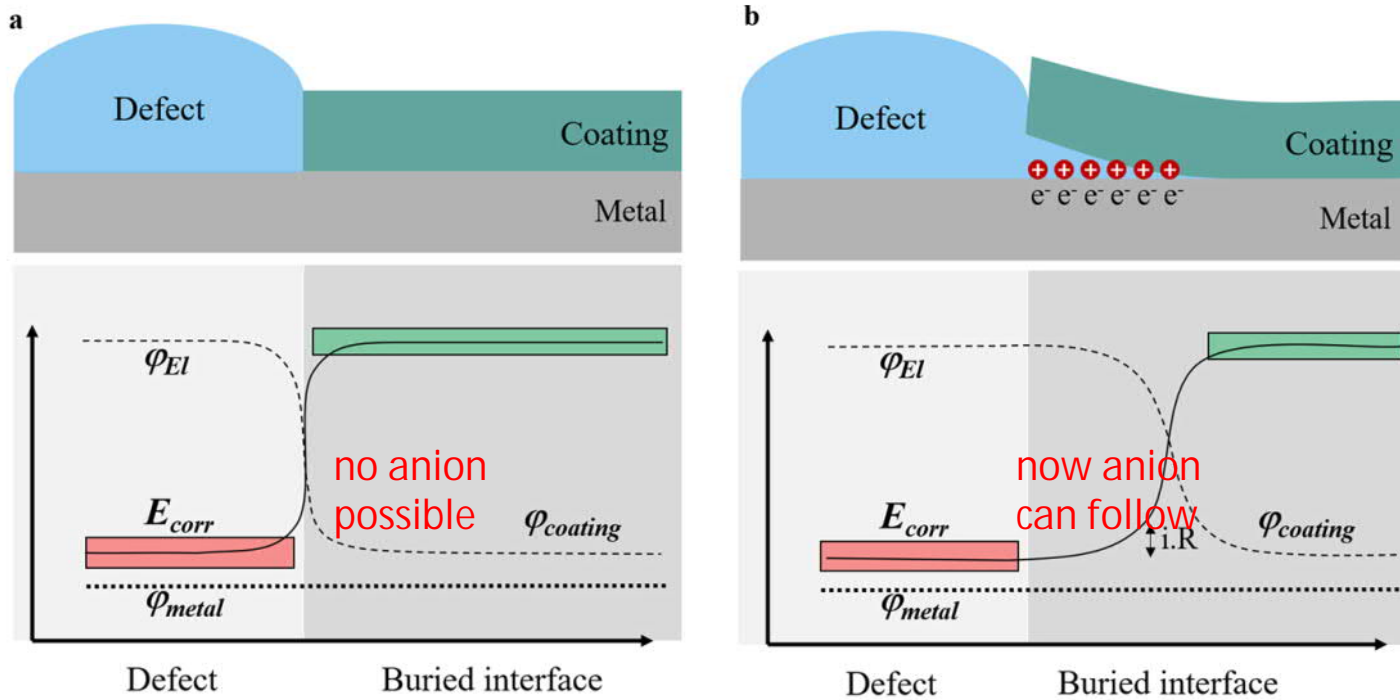 a
Defect
Coating
Metal
φEl
no anion
possible
Ecorr
φcoating
φmetal
Defect
Buried interface
b
Defect
Coating
+ + + + + +
e- e- e- e- e- e-
Metal
φEl
now anion
can follow
Ecorr
i.R
φcoating
φmetal
Defect
Buried interface